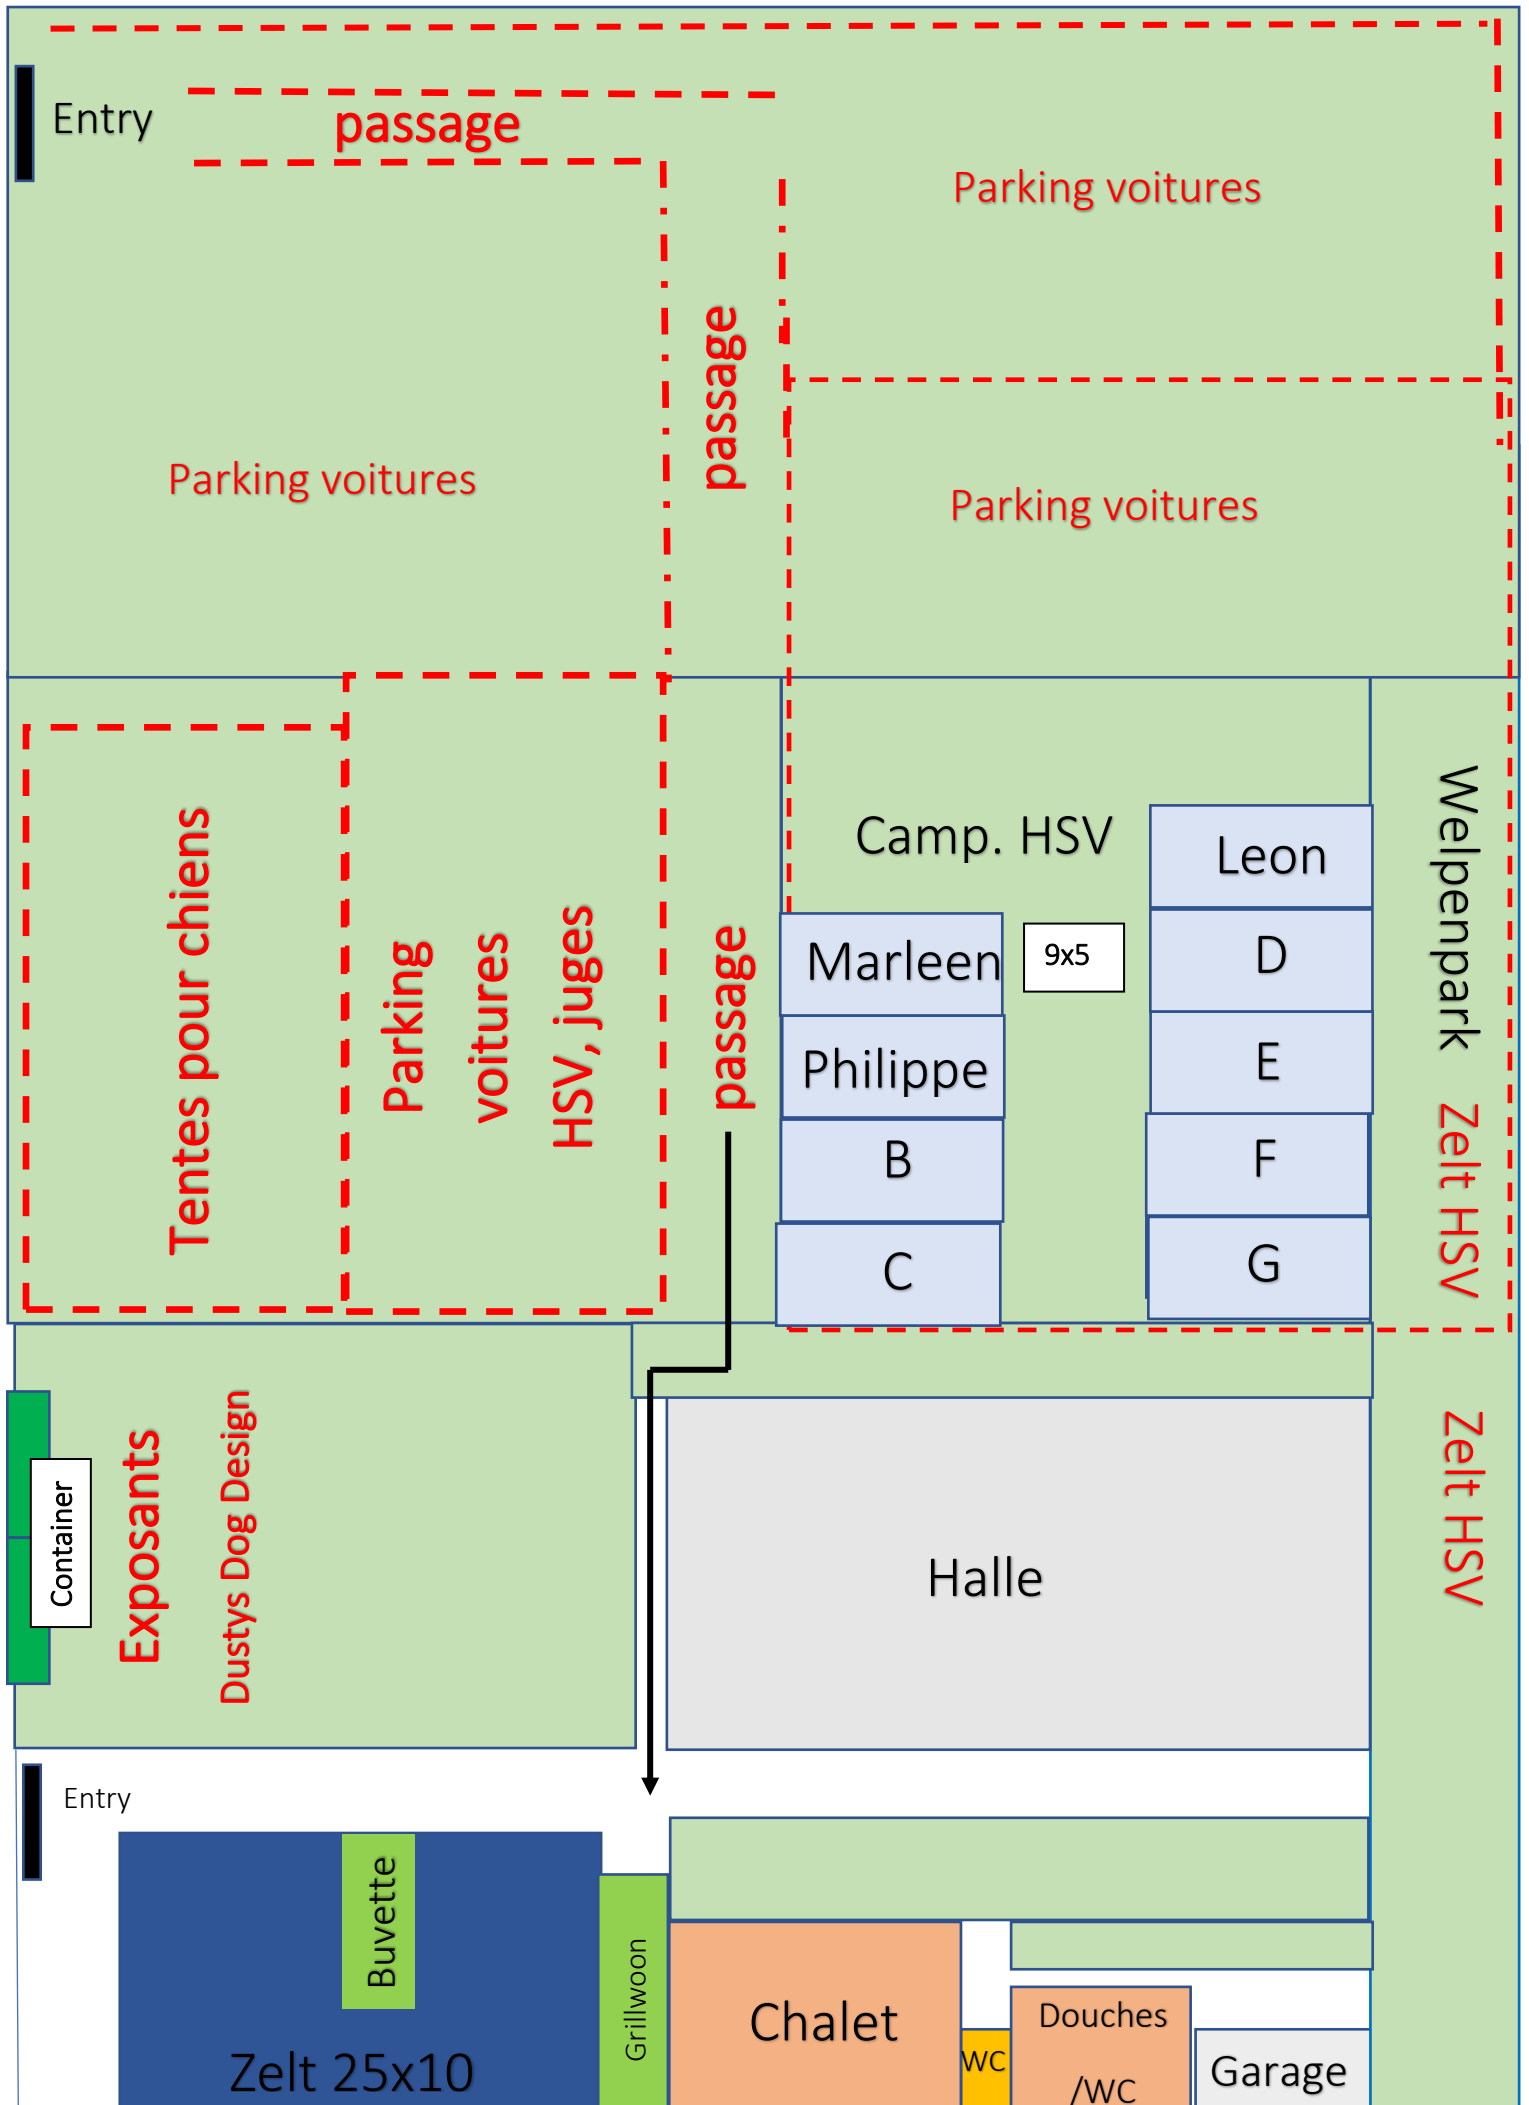 Entry
passage
Parking voitures
passage
Parking voitures
Parking voitures
Tentes pour chiens
Parking
voitures
HSV, juges
passage
Camp. HSV
Leon
Marleen
9x5
D
Philippe
E
B
F
C
G
Welpenpark
Zelt HSV
Container
Exposants
Dustys Dog Design
Halle
Zelt HSV
Entry
Buvette
Zelt 25x10
Grillwoon
Chalet
WC
Douches
/WC
Garage